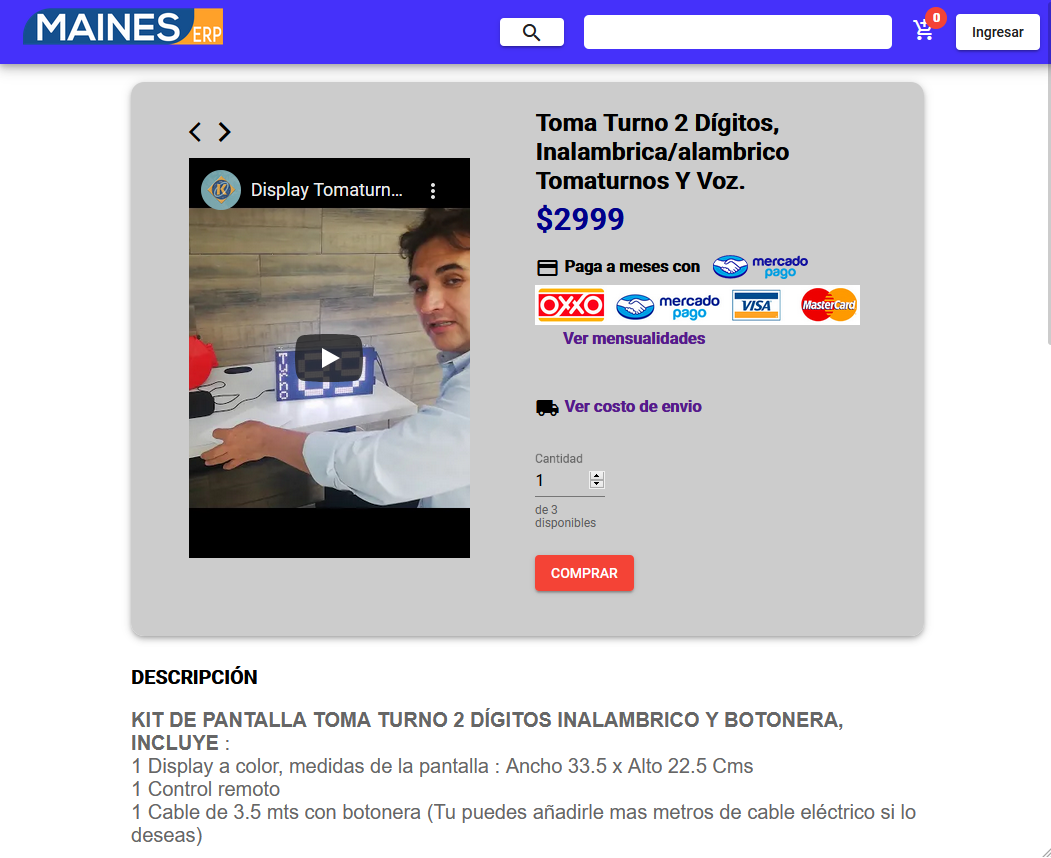 MAINES
ERP
0
Ingresar
Display Tomaturn...
Turno
Toma Turno 2 Dígitos,
Inalambrica/alambrico
Tomaturnos Y Voz.
$2999
Paga a meses con
mercado
pago
OXXO
mercado
pago
VISA
MasterCard
Ver mensualidades
Ver costo de envio
Cantidad
1
de 3
disponibles
COMPRAR
DESCRIPCIÓN
KIT DE PANTALLA TOMA TURNO 2 DÍGITOS INALAMBRICO Y BOTONERA,
INCLUYE :
1 Display a color, medidas de la pantalla : Ancho 33.5 x Alto 22.5 Cms
1 Control remoto
1 Cable de 3.5 mts con botonera (Tu puedes añadirle mas metros de cable eléctrico si lo
deseas)